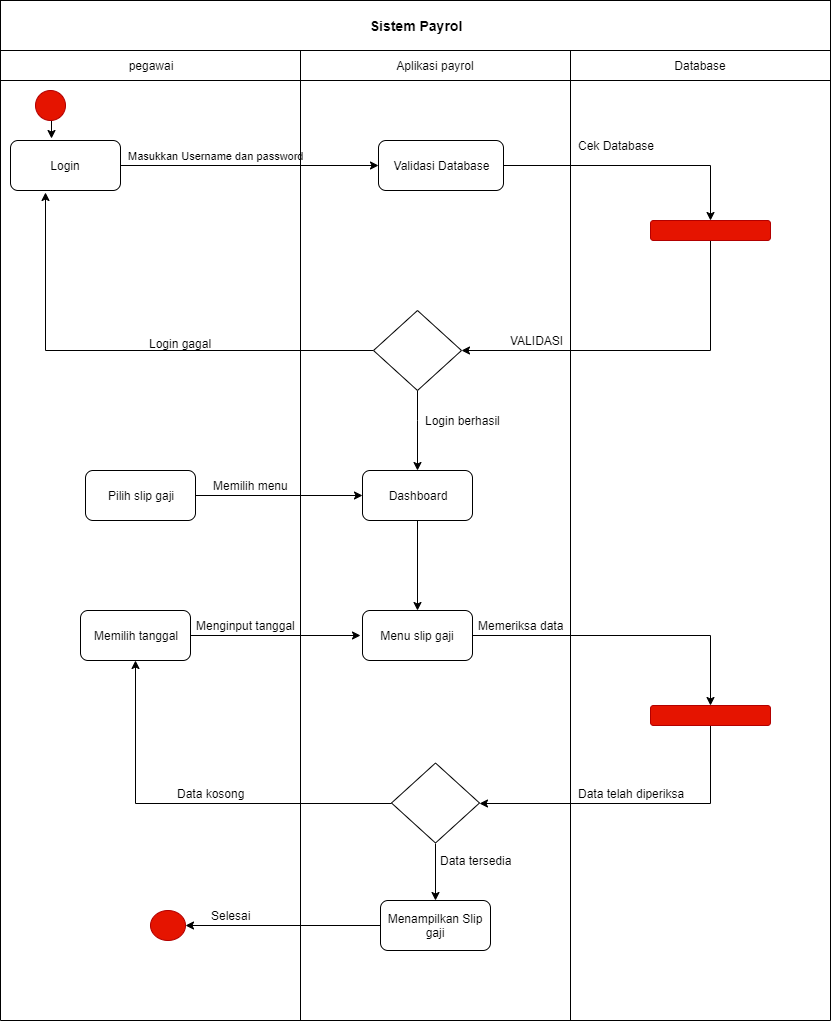 Sistem Payrol
pegawai
Aplikasi payrol
Database
Login
Masukkan Username dan password
Validasi Database
Cek Database
Login gagal
VALIDASI
Login berhasil
Pilih slip gaji
Memilih menu
Dashboard
Memilih tanggal
Menginput tanggal
Menu slip gaji
Memeriksa data
Data kosong
Data telah diperiksa
Data tersedia
Selesai
Menampilkan Slip
gaji